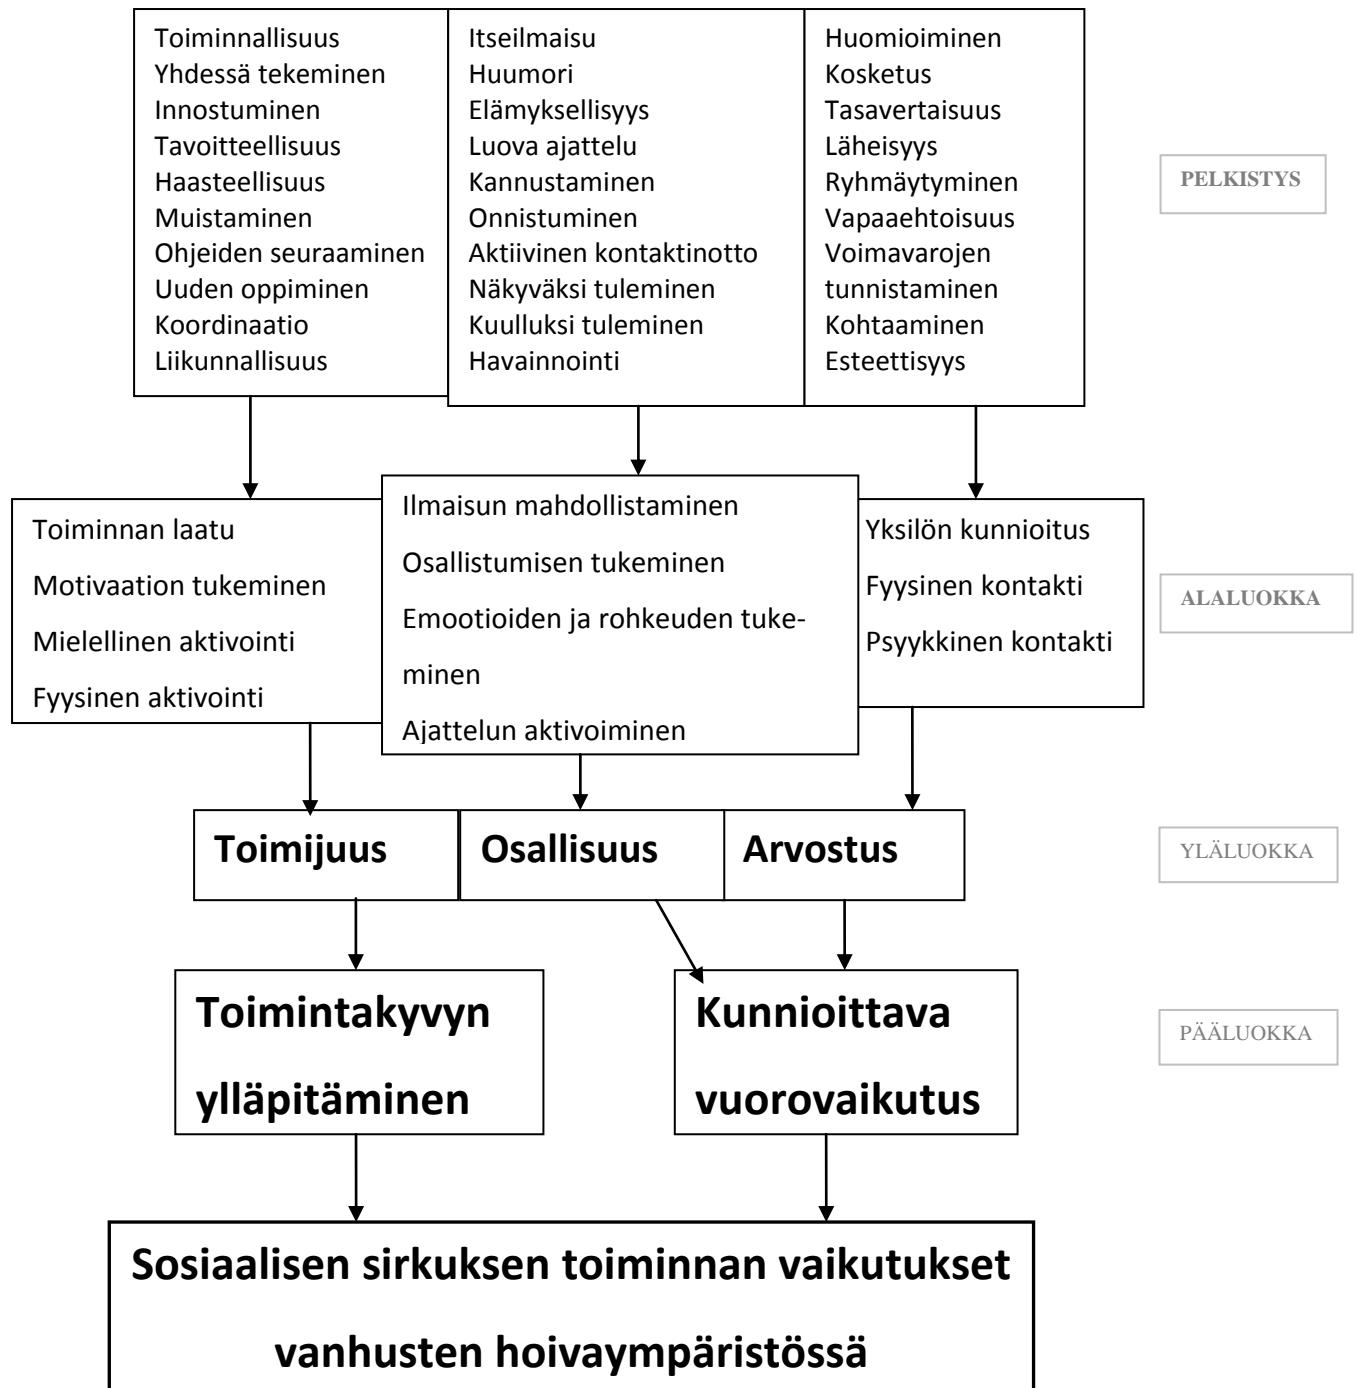 Toiminnallisuus
Yhdessä tekeminen
Innostuminen
Tavoitteellisuus
Haasteellisuus
Muistaminen
Ohjeiden seuraaminen
Uuden oppiminen
Koordinaatio
Liikunnallisuus
Itseilmaisu
Huumori
Elämyksellisyys
Luova ajattelu
Kannustaminen
Onnistuminen
Aktiivinen kontaktinotto
Näkyväksi tuleminen
Kuulluksi tuleminen
Havainnointi
Huomioiminen
Kosketus
Tasavertaisuus
Läheisyys
Ryhmäytyminen
Vapaaehtoisuus
Voimavarojen
tunnistaminen
Kohtaaminen
Esteettisyys
PELKISTYS
Toiminnan laatu
Motivaation tukeminen
Mielellinen aktivointi
Fyysinen aktivointi
Ilmaisun mahdollistaminen
Osallistumisen tukeminen
Emootioiden ja rohkeuden tuke-
minen
Ajattelun aktivoiminen
Yksilön kunnioitus
Fyysinen kontakti
Psyykkinen kontakti
ALALUOKKA
Toimijuus
Osallisuus
Arvostus
YLÄLUOKKA
Toimintakyvyn
ylläpitäminen
Kunnioittava
vuorovaikutus
PÄÄLUOKKA
Sosiaalisen sirkuksen toiminnan vaikutukset
vanhusten hoivaympäristössä